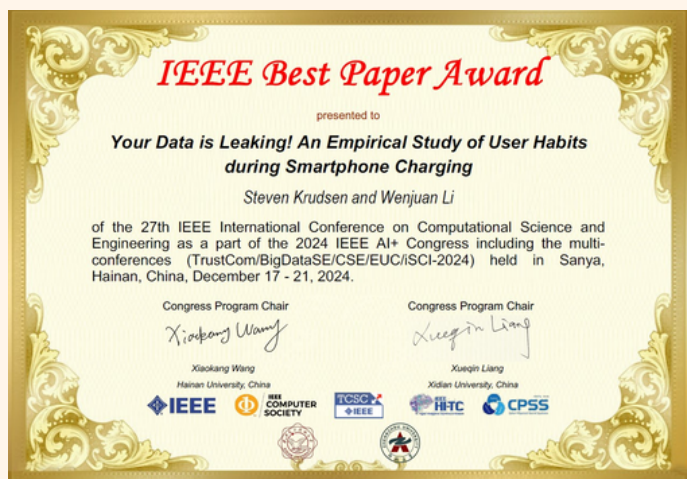 IEEE Best Paper Award
presented to
Your Data is Leaking! An Empirical Study of User Habits
during Smartphone Charging
Steven Krudsen and Wenjuan Li
of the 27th IEEE International Conference on Computational Science and
Engineering as a part of the 2024 IEEE AI+ Congress including the multi-
conferences (TrustCom/BigDataSE/CSE/EUC/iSCI-2024) held in Sanya,
Hainan, China, December 17 - 21, 2024.
Congress Program Chair
Congress Program Chair
Xiaokang Wang
Xueqin Liang
Xiaokang Wang
Xueqin Liang
Hainan University, China
Xidian University, China
IEEE
IEEE COMPUTER SOCIETY
TCSC IEEE
IEEE HITC
CPSS